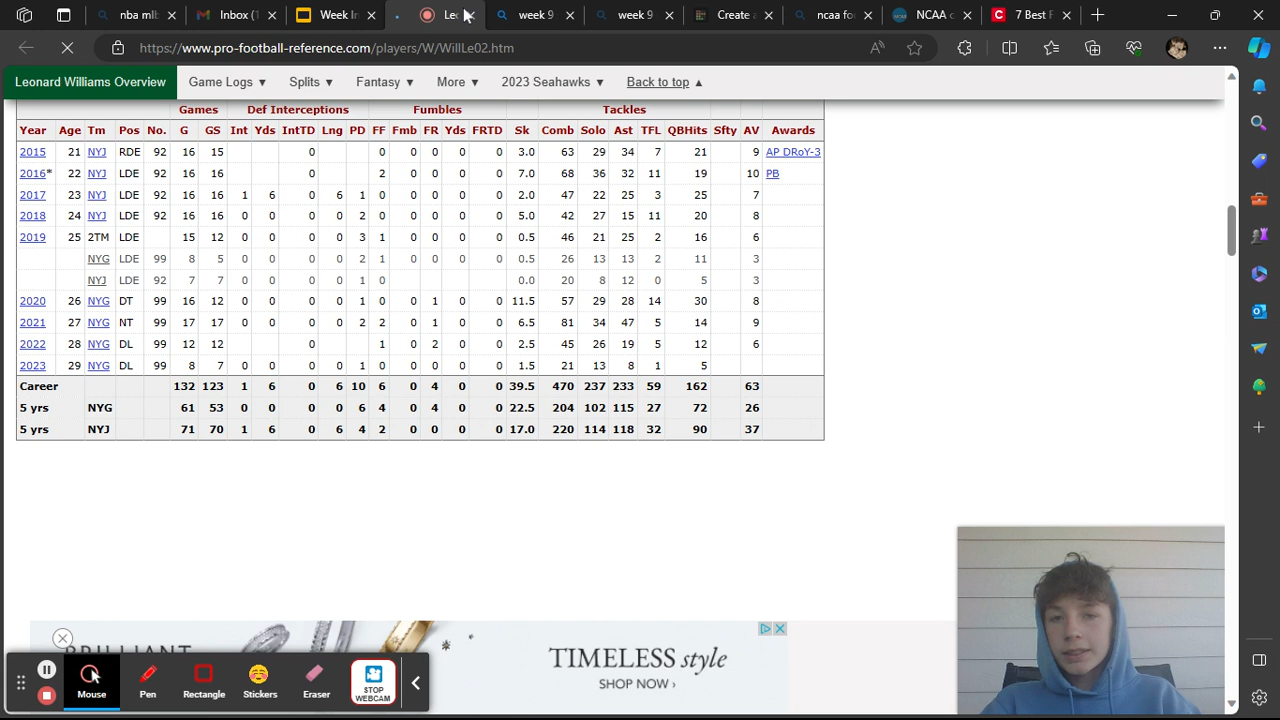 nba mlb
Inbox (1
Week In
Leo
week 9
week 9
Create a
ncaa foo
NCAA c
7 Best F
https://www.pro-football-reference.com/players/W/WillLe02.htm
Leonard Williams Overview Game Logs ▼ Splits ▼ Fantasy ▼ More ▼ 2023 Seahawks ▼ Back to top ▲
Games Def Interceptions Fumbles Tackles
Year Age Tm Pos No. G GS Int Yds IntTD Lng PD FF Fmb FR Yds FRTD Sk Comb Solo Ast TFL QBHits Sfty AV Awards
2015 21 NYJ RDE 92 16 15 0 0 0 0 0 0 3.0 63 29 34 7 21 9 AP DRoY-3
2016* 22 NYJ LDE 92 16 16 0 2 0 0 0 0 7.0 68 36 32 11 19 10 PB
2017 23 NYJ LDE 92 16 16 1 6 0 6 1 0 0 0 0 0 2.0 47 22 25 3 25 7
2018 24 NYJ LDE 92 16 16 0 0 0 0 2 0 0 0 0 0 5.0 42 27 15 11 20 8
2019 25 2TM LDE 15 12 0 0 0 0 3 1 0 0 0 0 0.5 46 21 25 2 16 6
NYG LDE 99 8 5 0 0 0 0 2 1 0 0 0 0 0.5 26 13 13 2 11 3
NYJ LDE 92 7 7 0 0 0 0 1 0 0.0 20 8 12 0 5 3
2020 26 NYG DT 99 16 12 0 0 0 0 1 0 0 1 0 0 11.5 57 29 28 14 30 8
2021 27 NYG NT 99 17 17 0 0 0 0 2 2 0 1 0 0 6.5 81 34 47 5 14 9
2022 28 NYG DL 99 12 12 0 1 0 2 0 0 2.5 45 26 19 5 12 6
2023 29 NYG DL 99 8 7 0 0 0 0 1 0 0 0 0 0 1.5 21 13 8 1 5
Career 132 123 1 6 0 6 10 6 0 4 0 0 39.5 470 237 233 59 162 63
5 yrs NYG 61 53 0 0 0 0 6 4 0 4 0 0 22.5 204 102 115 27 72 26
5 yrs NYJ 71 70 1 6 0 6 4 2 0 0 0 0 17.0 220 114 118 32 90 37
BRILLIANT
TIMELESS style
SHOP NOW ›
Mouse Pen Rectangle Stickers Eraser STOP WEBCAM